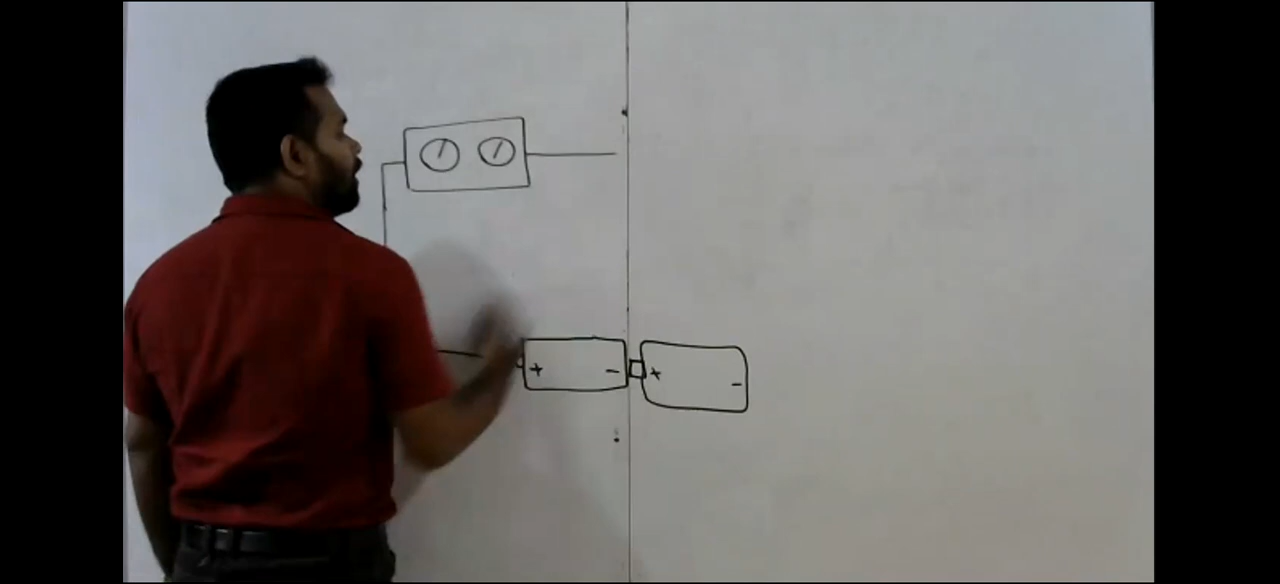 + - + -